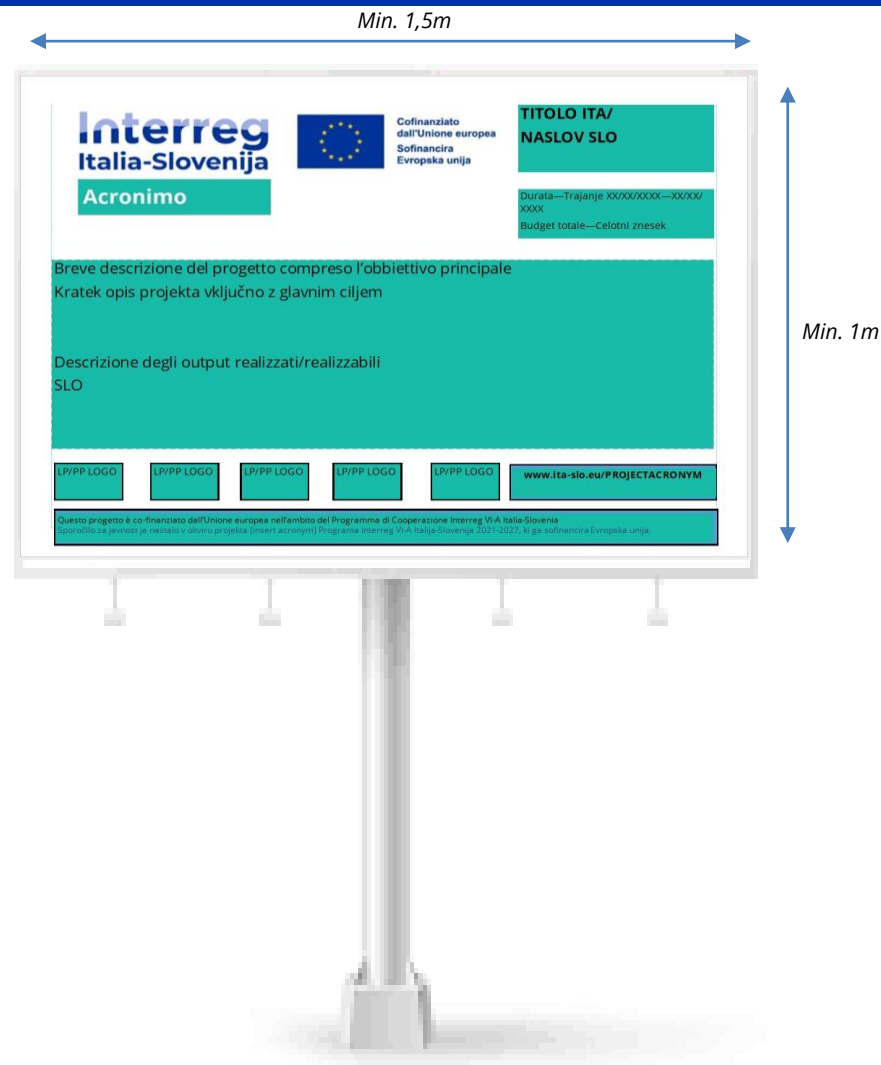 Min. 1,5m
Interreg
Italia-Slovenija
Acronimo
Cofinanziato
dall'Unione europea
Sofinancira
Evropska unija
TITOLO ITA/
NASLOV SLO
Durata—Trajanje XX/XX/XXXX—XX/XX/
XXXX
Budget totale—Celotni znesek
Min. 1m
Breve descrizione del progetto compreso l'obbiettivo principale
Kratek opis projekta vključno z glavnim ciljem
Descrizione degli output realizzati/realizzabili
SLO
LP/PP LOGO
LP/PP LOGO
LP/PP LOGO
LP/PP LOGO
LP/PP LOGO
www.ita-slo.eu/PROJECTACRONYM
Questo progetto è co-finanziato dall'Unione europea nell'ambito del Programma di Cooperazione Interreg VI-A Italia-Slovenia
Sporočilo za javnost je nastalo v okviru projekta [insert acronym] Programa Interreg VI-A Italija-Slovenija 2021-2027, ki ga sofinancira Evropska unija.